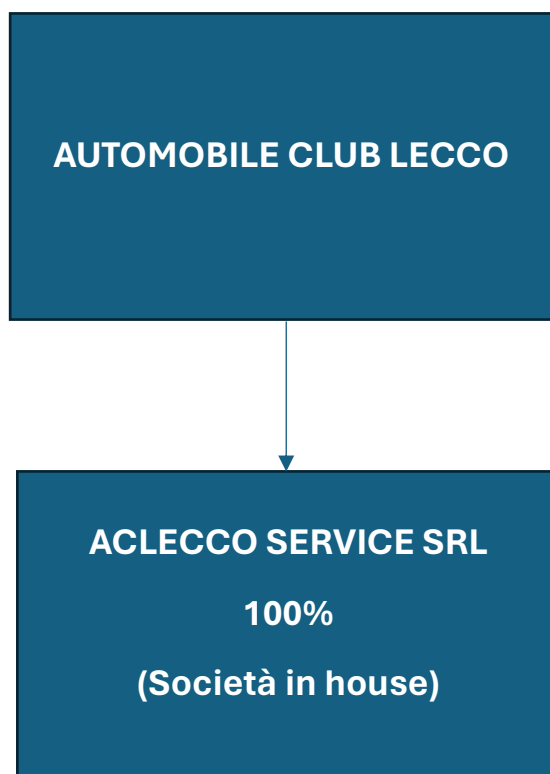 AUTOMOBILE CLUB LECCO
ACLECCO SERVICE SRL
100%
(Società in house)